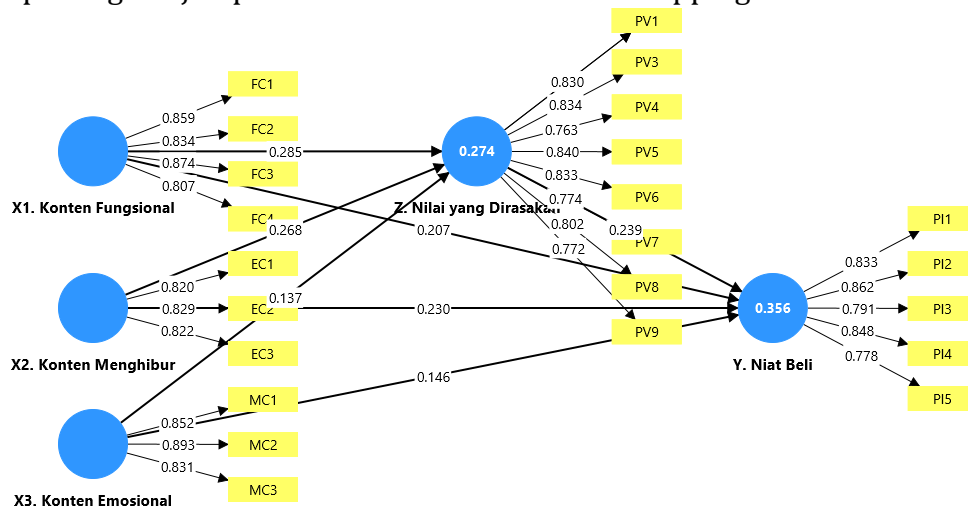 PV1
PV3
FC1
0.830
0.859
0.834
PV4
FC2
0.834
0.763
0.285
0.274
0.840
PV5
0.874
FC3
0.833
0.807
PV6
0.774
X1. Konten Fungsional
Z. Nilai yang Dirasakan
FC4
0.802
PI1
0.268
0.207
0.239
PV7
0.772
EC1
0.833
PI2
0.820
0.862
PV8
0.137
0.829
EC2
0.230
0.356
0.791
PI3
0.822
PV9
0.848
EC3
0.778
PI4
X2. Konten Menghibur
Y. Niat Beli
0.146
MC1
PI5
0.852
0.893
MC2
0.831
MC3
X3. Konten Emosional